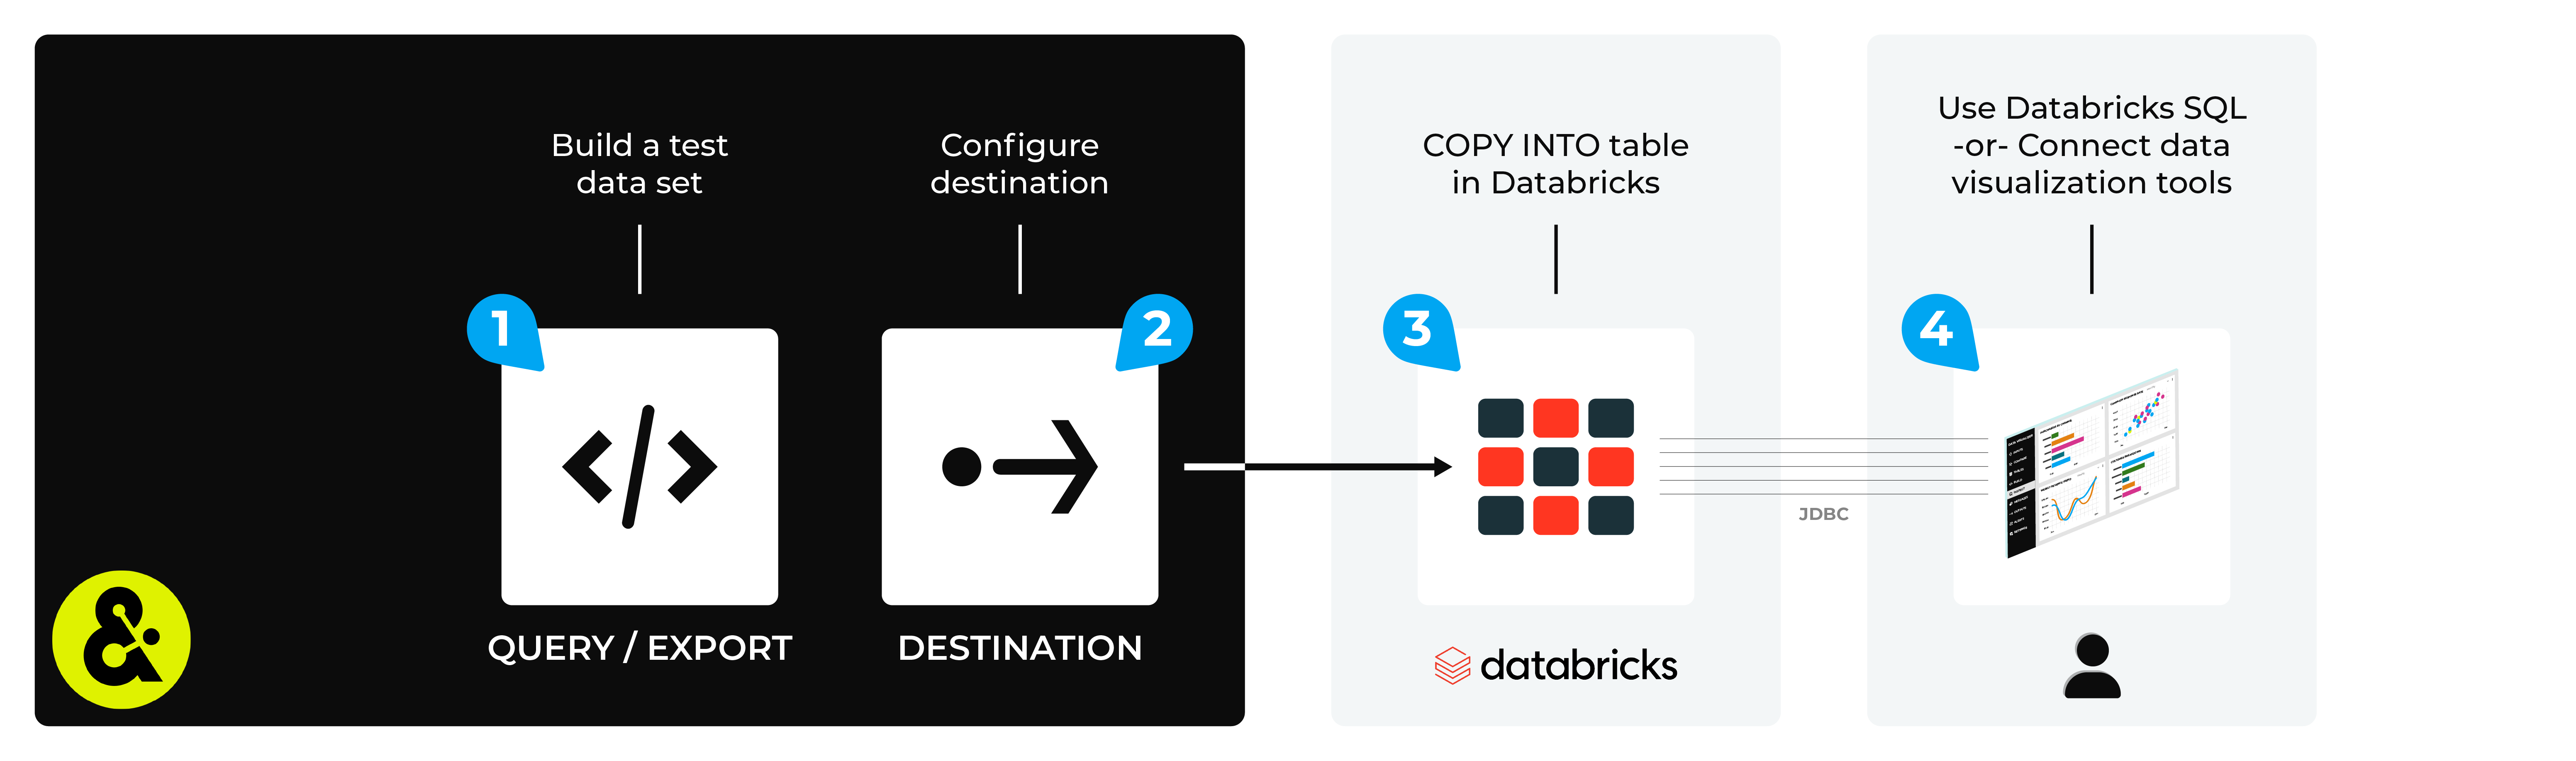 Build a test
data set
1
QUERY / EXPORT
Configure
destination
2
DESTINATION
COPY INTO table
in Databricks
3
databricks
JDBC
Use Databricks SQL
-or- Connect data
visualization tools
4